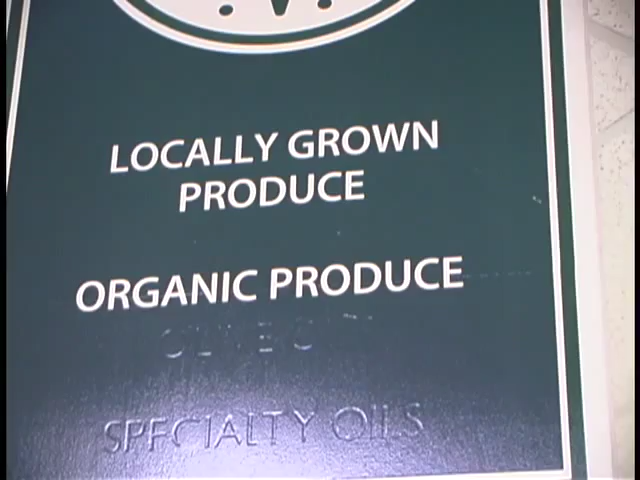 LOCALLY GROWN
PRODUCE
ORGANIC PRODUCE
SPECIALTY OILS